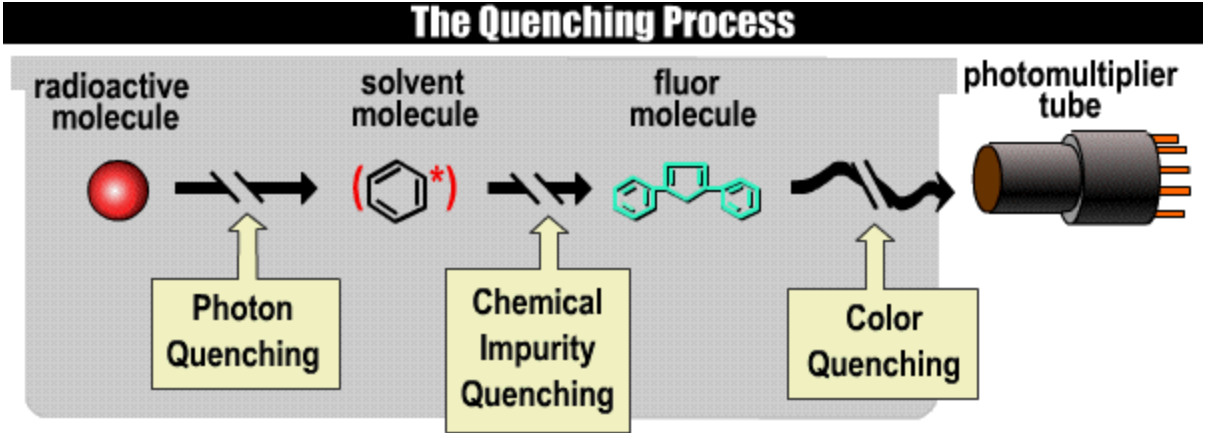 The Quenching Process
radioactive
molecule
solvent
molecule
fluor
molecule
photomultiplier
tube
( *)
Photon
Quenching
Chemical
Impurity
Quenching
Color
Quenching